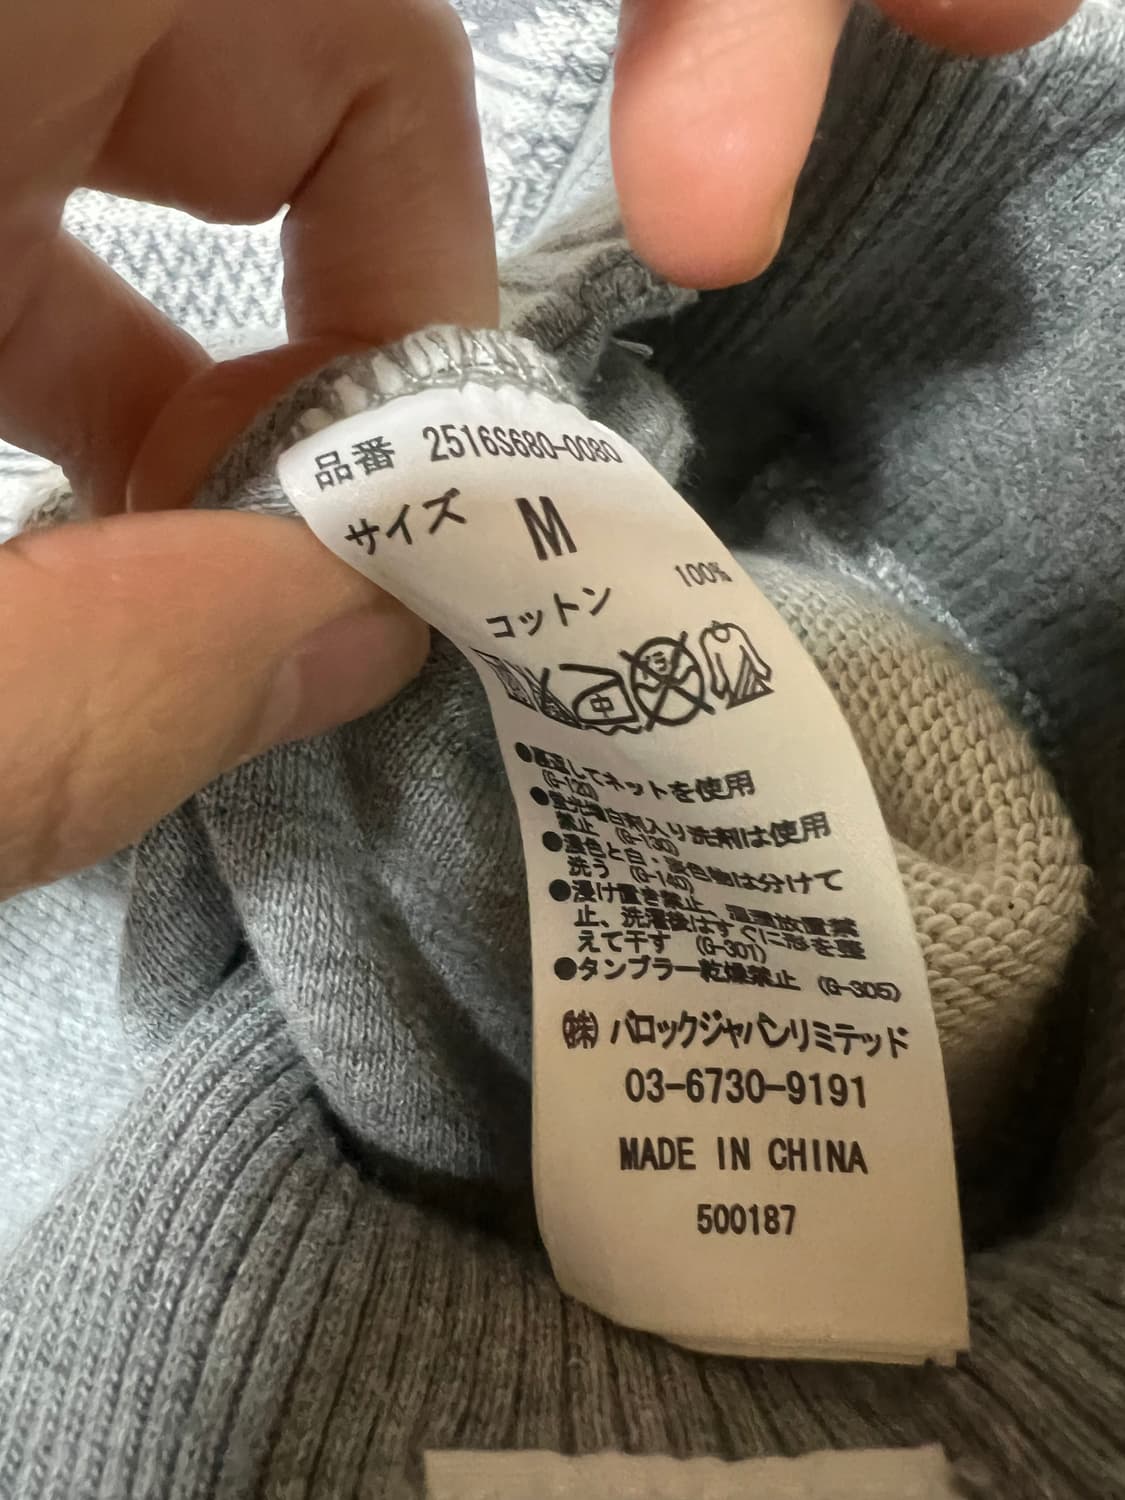 品番 2516S680-0080
サイズ M
コットン 100%
中 ドライ
●裏返してネットを使用
(G-120)
●蛍光増白剤入り洗剤は使用
禁止 (G-130)
●濃色と白・淡色物は分けて
洗う (G-145)
●浸け置き禁止、湿潤放置禁
止、洗濯後はすぐに形を整
えて干す (G-301)
●タンブラー乾燥禁止 (G-305)
㈱ バロックジャパンリミテッド
03-6730-9191
MADE IN CHINA
500187